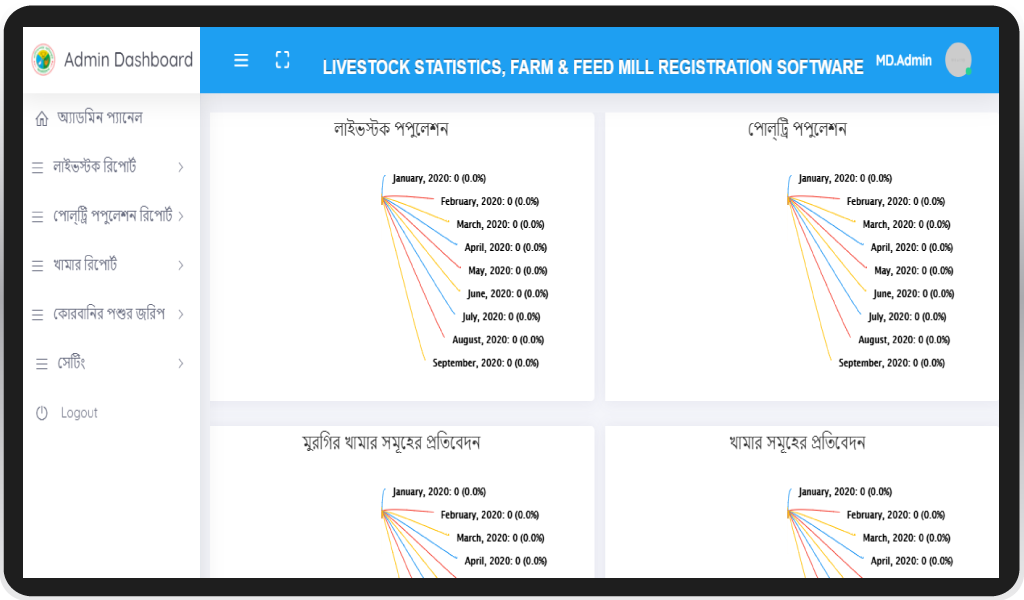 Admin Dashboard
LIVESTOCK STATISTICS, FARM & FEED MILL REGISTRATION SOFTWARE
MD.Admin
অ্যাডমিন প্যানেল
লাইভস্টক রিপোর্ট
পোল্ট্রি পপুলেশন রিপোর্ট
খামার রিপোর্ট
কোরবানির পশুর জরিপ
সেটিং
Logout
লাইভস্টক পপুলেশন
January, 2020: 0 (0.0%)
February, 2020: 0 (0.0%)
March, 2020: 0 (0.0%)
April, 2020: 0 (0.0%)
May, 2020: 0 (0.0%)
June, 2020: 0 (0.0%)
July, 2020: 0 (0.0%)
August, 2020: 0 (0.0%)
September, 2020: 0 (0.0%)
পোল্ট্রি পপুলেশন
January, 2020: 0 (0.0%)
February, 2020: 0 (0.0%)
March, 2020: 0 (0.0%)
April, 2020: 0 (0.0%)
May, 2020: 0 (0.0%)
June, 2020: 0 (0.0%)
July, 2020: 0 (0.0%)
August, 2020: 0 (0.0%)
September, 2020: 0 (0.0%)
মুরগির খামার সমূহের প্রতিবেদন
January, 2020: 0 (0.0%)
February, 2020: 0 (0.0%)
March, 2020: 0 (0.0%)
April, 2020: 0 (0.0%)
খামার সমূহের প্রতিবেদন
January, 2020: 0 (0.0%)
February, 2020: 0 (0.0%)
March, 2020: 0 (0.0%)
April, 2020: 0 (0.0%)